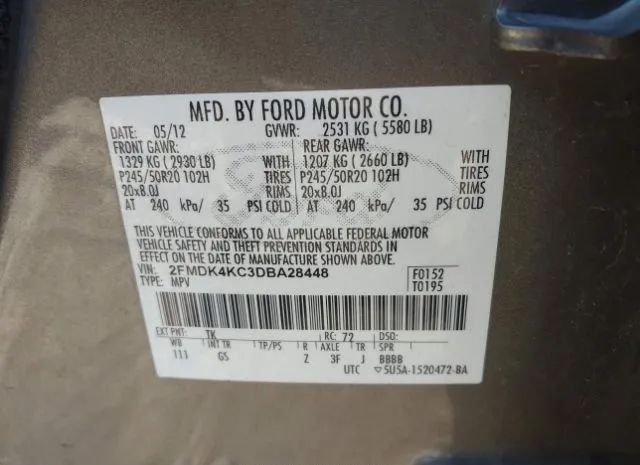 MFD. BY FORD MOTOR CO.
DATE: 05/12 GVWR: 2531 KG ( 5580 LB)
FRONT GAWR: REAR GAWR:
1329 KG ( 2930 LB) WITH 1207 KG ( 2660 LB) WITH
P245/50R20 102H TIRES P245/50R20 102H TIRES
20x8.0J RIMS 20x8.0J RIMS
AT 240 kPa/ 35 PSI COLD AT 240 kPa/ 35 PSI COLD
THIS VEHICLE CONFORMS TO ALL APPLICABLE FEDERAL MOTOR
VEHICLE SAFETY AND THEFT PREVENTION STANDARDS IN
EFFECT ON THE DATE OF MANUFACTURE SHOWN ABOVE.
VIN: 2FMDK4KC3DBA28448 F0152
TYPE: MPV T0195
EXT PNT: TK RC: 72 DSO:
WB INT TR TP/PS R AXLE TR SPR
111 GS Z 3F J BBBB
UTC ▽5U5A-1520472-BA